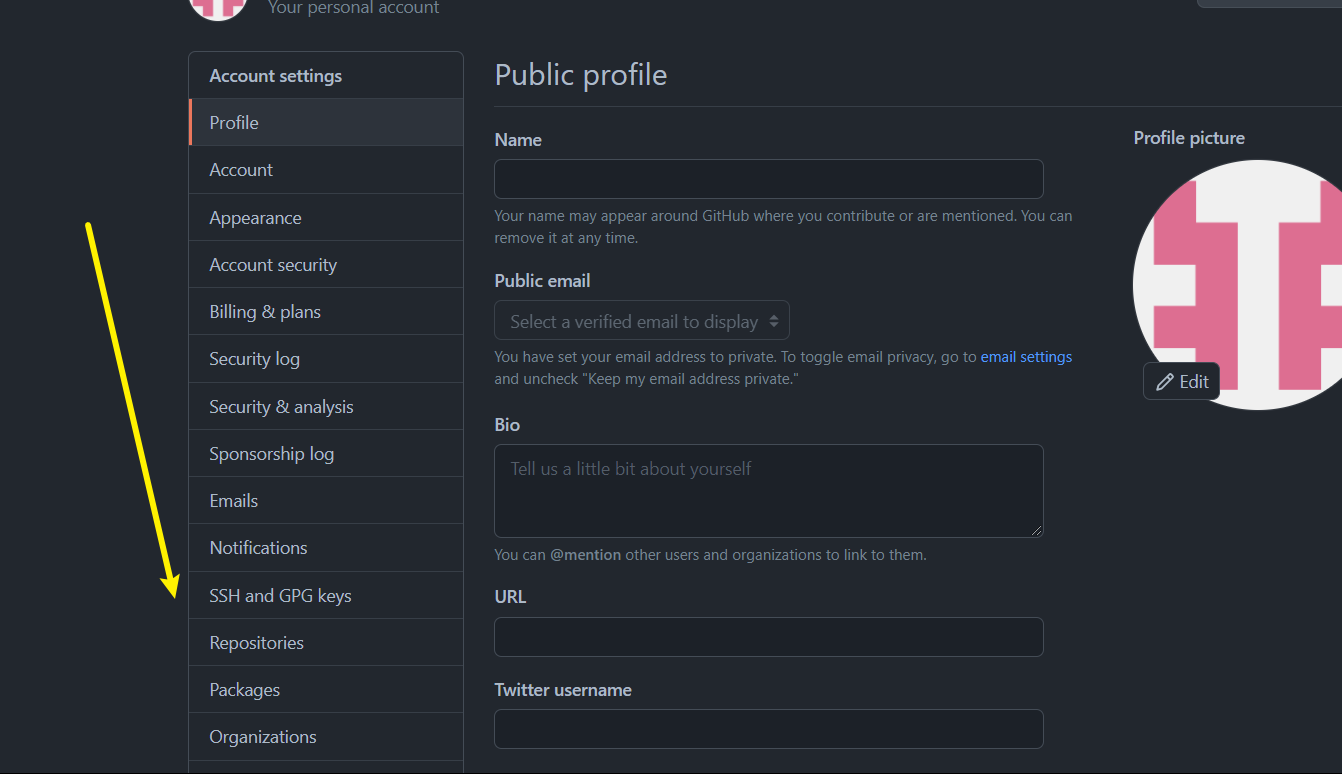 Your personal account
Account settings
Profile
Account
Appearance
Account security
Billing & plans
Security log
Security & analysis
Sponsorship log
Emails
Notifications
SSH and GPG keys
Repositories
Packages
Organizations
Public profile
Name
Your name may appear around GitHub where you contribute or are mentioned. You can
remove it at any time.
Public email
Select a verified email to display
You have set your email address to private. To toggle email privacy, go to email settings
and uncheck "Keep my email address private."
Bio
Tell us a little bit about yourself
You can @mention other users and organizations to link to them.
URL
Twitter username
Profile picture
Edit